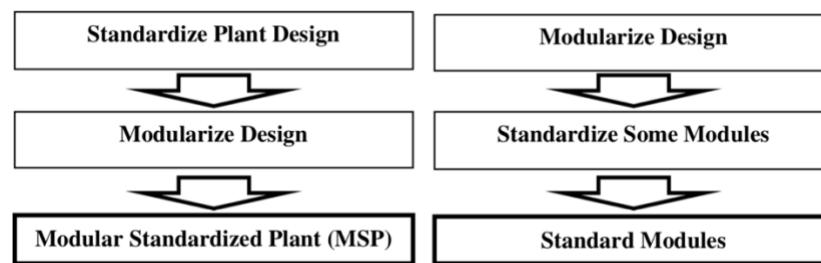 Standardize Plant Design
Modularize Design
Modular Standardized Plant (MSP)
Modularize Design
Standardize Some Modules
Standard Modules